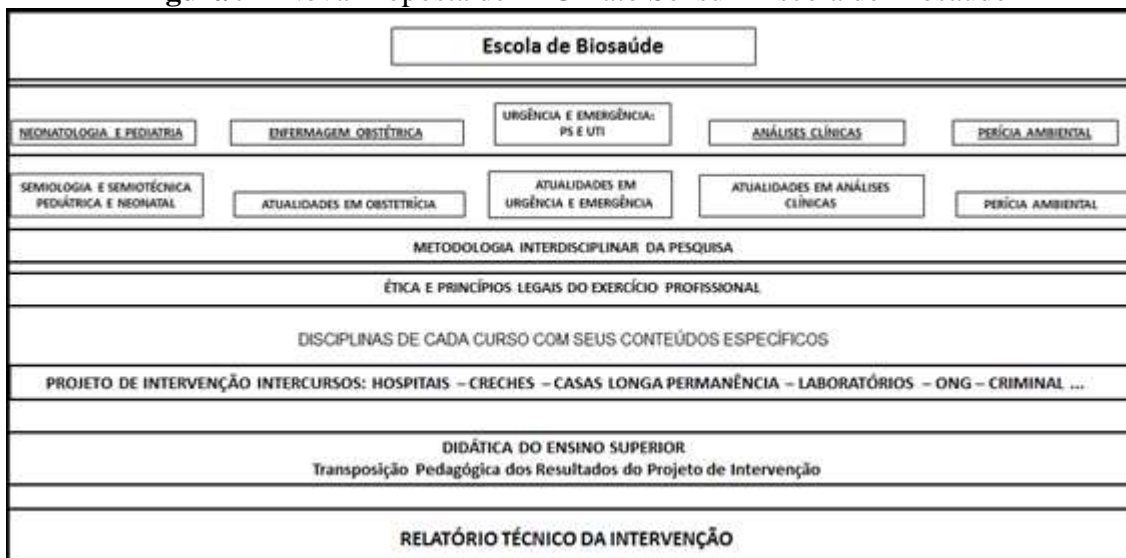 Escola de Biosaúde
NEONATOLOGIA E PEDIATRIA
ENFERMAGEM OBSTÉTRICA
URGÊNCIA E EMERGÊNCIA:
PS E UTI
ANÁLISES CLÍNICAS
PERÍCIA AMBIENTAL
SEMIOLOGIA E SEMIOTÉCNICA
PEDIÁTRICA E NEONATAL
ATUALIDADES EM OBSTETRÍCIA
ATUALIDADES EM
URGÊNCIA E EMERGÊNCIA
ATUALIDADES EM ANÁLISES
CLÍNICAS
PERÍCIA AMBIENTAL
METODOLOGIA INTERDISCIPLINAR DA PESQUISA
ÉTICA E PRINCÍPIOS LEGAIS DO EXERCÍCIO PROFISSIONAL
DISCIPLINAS DE CADA CURSO COM SEUS CONTEÚDOS ESPECÍFICOS
PROJETO DE INTERVENÇÃO INTERCURSOS: HOSPITAIS – CRECHES – CASAS LONGA PERMANÊNCIA – LABORATÓRIOS – ONG – CRIMINAL ...
DIDÁTICA DO ENSINO SUPERIOR
Transposição Pedagógica dos Resultados do Projeto de Intervenção
RELATÓRIO TÉCNICO DA INTERVENÇÃO